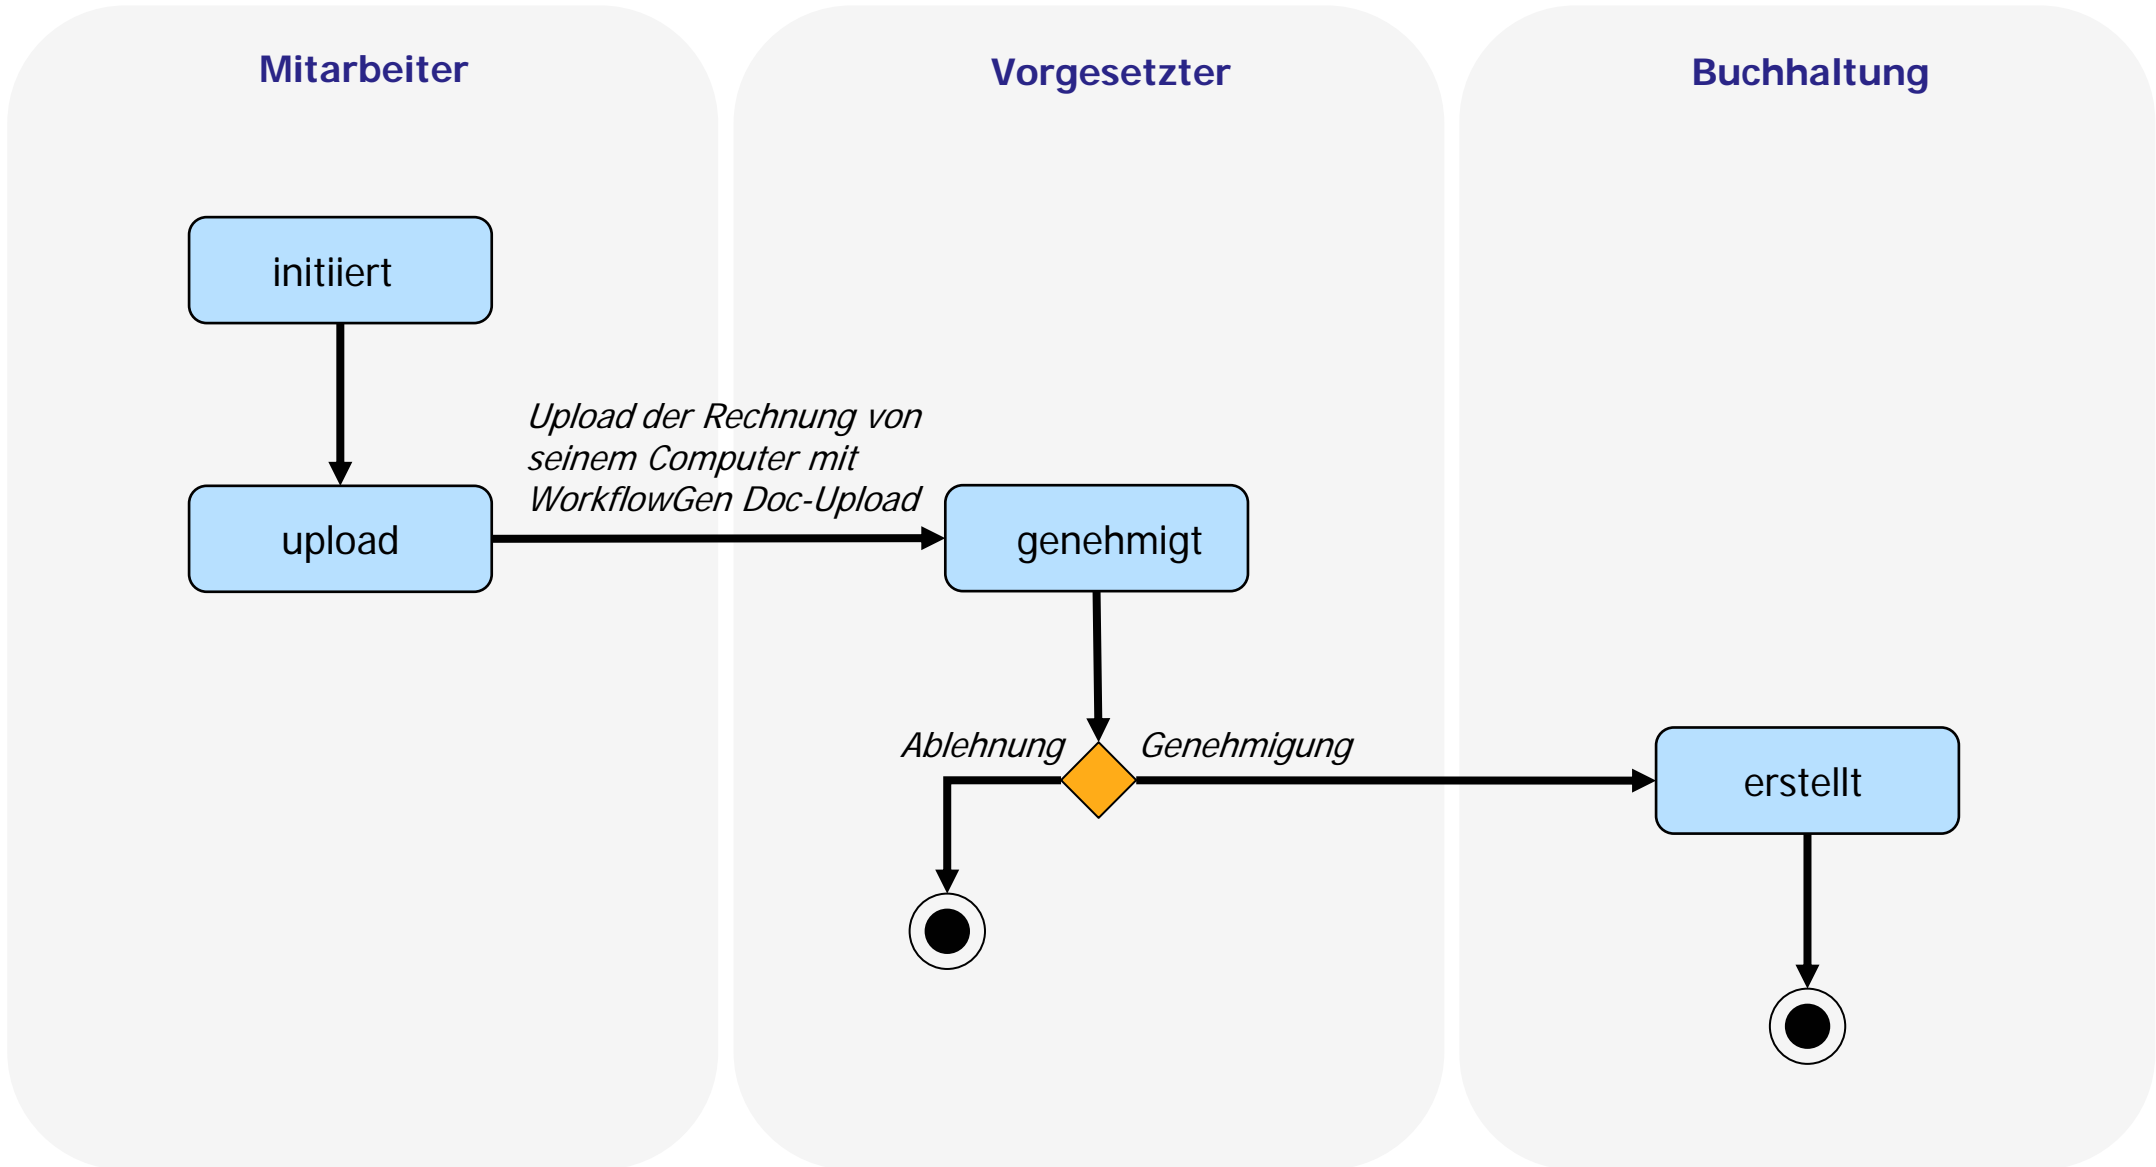 Mitarbeiter
Vorgesetzter
Buchhaltung
initiiert
Upload der Rechnung von
seinem Computer mit
WorkflowGen Doc-Upload
upload
genehmigt
Ablehnung
Genehmigung
erstellt